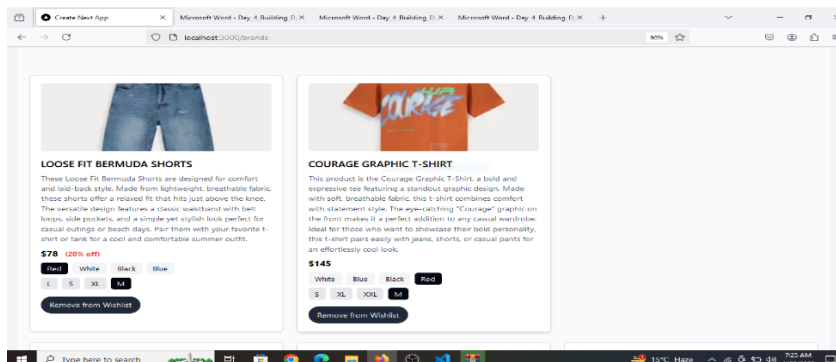 Create Next App
Microsoft Word - Day_4_Building_D
Microsoft Word - Day_4_Building_D
Microsoft Word - Day_4_Building_D
localhost:3000/brands
90%
COURAGE
LOOSE FIT BERMUDA SHORTS
These Loose Fit Bermuda Shorts are designed for comfort
and laid-back style. Made from lightweight, breathable fabric,
these shorts offer a relaxed fit that hits just above the knee.
The versatile design features a classic waistband with belt
loops, side pockets, and a simple yet stylish look perfect for
casual outings or beach days. Pair them with your favorite t-
shirt or tank for a cool and comfortable summer outfit.
$78 (20% off)
Red White Black Blue
L S XL M
Remove from Wishlist
COURAGE GRAPHIC T-SHIRT
This product is the Courage Graphic T-Shirt, a bold and
expressive tee featuring a standout graphic design. Made
with soft, breathable fabric, this t-shirt combines comfort
with statement style. The eye-catching "Courage" graphic on
the front makes it a perfect addition to any casual wardrobe.
Ideal for those who want to showcase their bold personality,
this t-shirt pairs easily with jeans, shorts, or casual pants for
an effortlessly cool look.
$145
White Blue Black Red
S XL XXL M
Remove from Wishlist
Type here to search
15°C Haze
7:25 AM